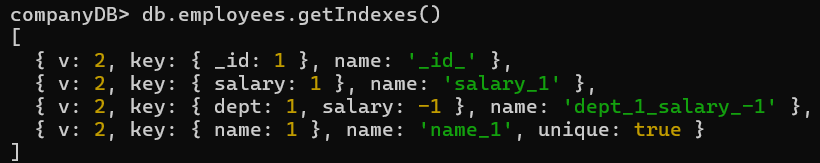 companyDB> db.employees.getIndexes()
[
  { v: 2, key: { _id: 1 }, name: '_id_' },
  { v: 2, key: { salary: 1 }, name: 'salary_1' },
  { v: 2, key: { dept: 1, salary: -1 }, name: 'dept_1_salary_-1' },
  { v: 2, key: { name: 1 }, name: 'name_1', unique: true }
]